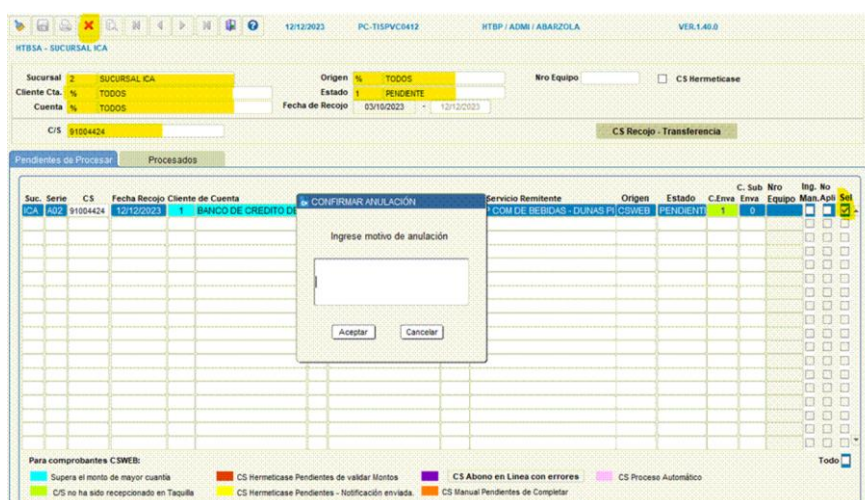 12/12/2023 PC-TISPVC0412 HTBP / ADMI / ABARZOLA VER.1.40.0
HTBSA - SUCURSAL ICA
Sucursal 2 SUCURSAL ICA Origen % TODOS Nro Equipo CS Hermeticase
Cliente Cta. % TODOS Estado 1 PENDIENTE
Cuenta % TODOS Fecha de Recojo 03/10/2023 - 12/12/2023
C/S 91004424 CS Recojo - Transferencia
Pendientes de Procesar Procesados
C. Sub Nro Ing. No
Suc. Serie CS Fecha Recojo Cliente de Cuenta Servicio Remitente Origen Estado C.Enva Enva Equipo Man. Apli Sel
ICA A02 91004424 12/12/2023 1 BANCO DE CREDITO DE COM DE BEBIDAS - DUNAS PI CSWEB PENDIENTE 1 0
CONFIRMAR ANULACIÓN
Ingrese motivo de anulación
Aceptar Cancelar
Para comprobantes CSWEB: Todo
Supera el monto de mayor cuantía CS Hermeticase Pendientes de validar Montos CS Abono en Linea con errores CS Proceso Automático
C/S no ha sido recepcionado en Taquilla CS Hermeticase Pendientes - Notificación enviada. CS Manual Pendientes de Completar